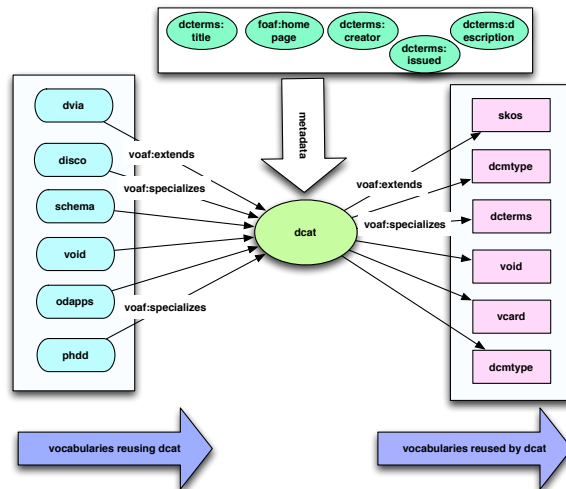 dcterms:
title
foaf:home
page
dcterms:
creator
dcterms:
issued
dcterms:d
escription
metadata
dvia
disco
schema
void
odapps
phdd
voaf:extends
voaf:specializes
voaf:specializes
dcat
voaf:extends
voaf:specializes
skos
dcmtype
dcterms
void
vcard
dcmtype
vocabularies reusing dcat
vocabularies reused by dcat